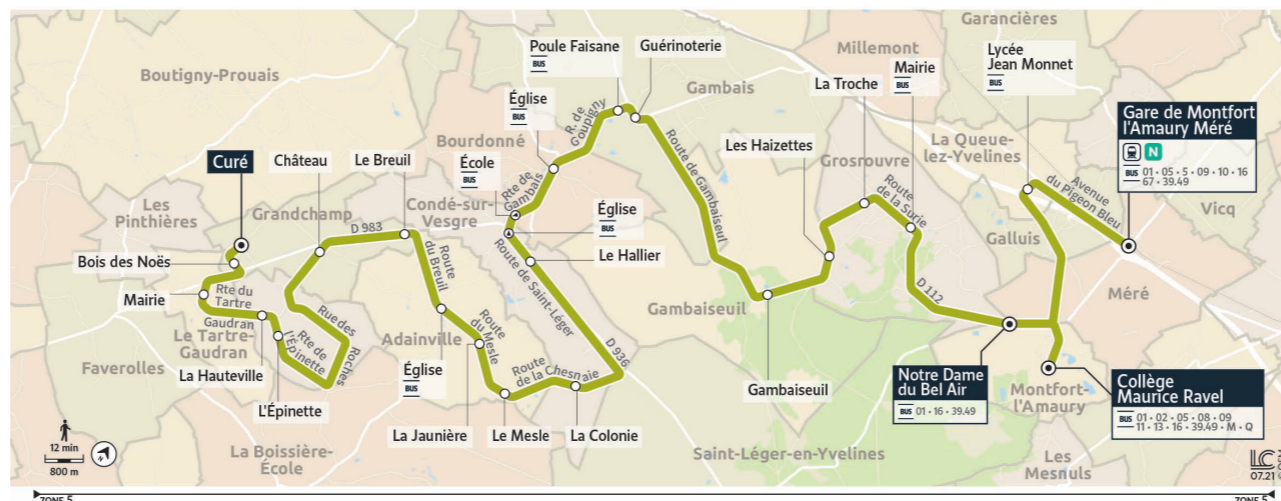 Boutigny-Prouais
Garancières
Lycée
Jean Monnet
BUS
Poule Faisane
BUS
Guérinoterie
Millemont
Mairie
BUS
La Troche
Gambais
Église
BUS
R. de
Goupigny
Gare de Montfort
l'Amaury Méré
N
BUS 01 • 05 • 5 • 09 • 10 • 16
67 • 39.49
Bourdonné
La Queue-
lez-Yvelines
Curé
Château
Le Breuil
École
BUS
Les Haizettes
Grosrouvre
Route
de la Surie
Avenue
du Pigeon Bleu
Les
Pinthières
Grandchamp
Condé-sur-
Vesgre
Rte de
Gambais
Église
BUS
Route de Gambaiseul
Vicq
D 983
Galluis
Bois des Noës
Le Hallier
Route
du Breuil
Route de Saint-Léger
Mairie
Rte du
Tartre
Gaudran
Le Tartre-
Gaudran
Rue des
Roches
Rte de
l'Épinette
Gambaiseuil
D 112
Méré
Adainville
Route
du Mesle
D 936
Faverolles
La Hauteville
Église
BUS
Route
de la Chesnaie
Gambaiseuil
Notre Dame
du Bel Air
BUS 01 • 16 • 39.49
Montfort-
l'Amaury
Collège
Maurice Ravel
BUS 01 • 02 • 05 • 08 • 09
11 • 13 • 16 • 39.49 • M • Q
L'Épinette
La Jaunière
Le Mesle
La Colonie
12 min
800 m
La Boissière-
École
Saint-Léger-en-Yvelines
Les
Mesnuls
LC
07.21
ZONE 5
ZONE 5